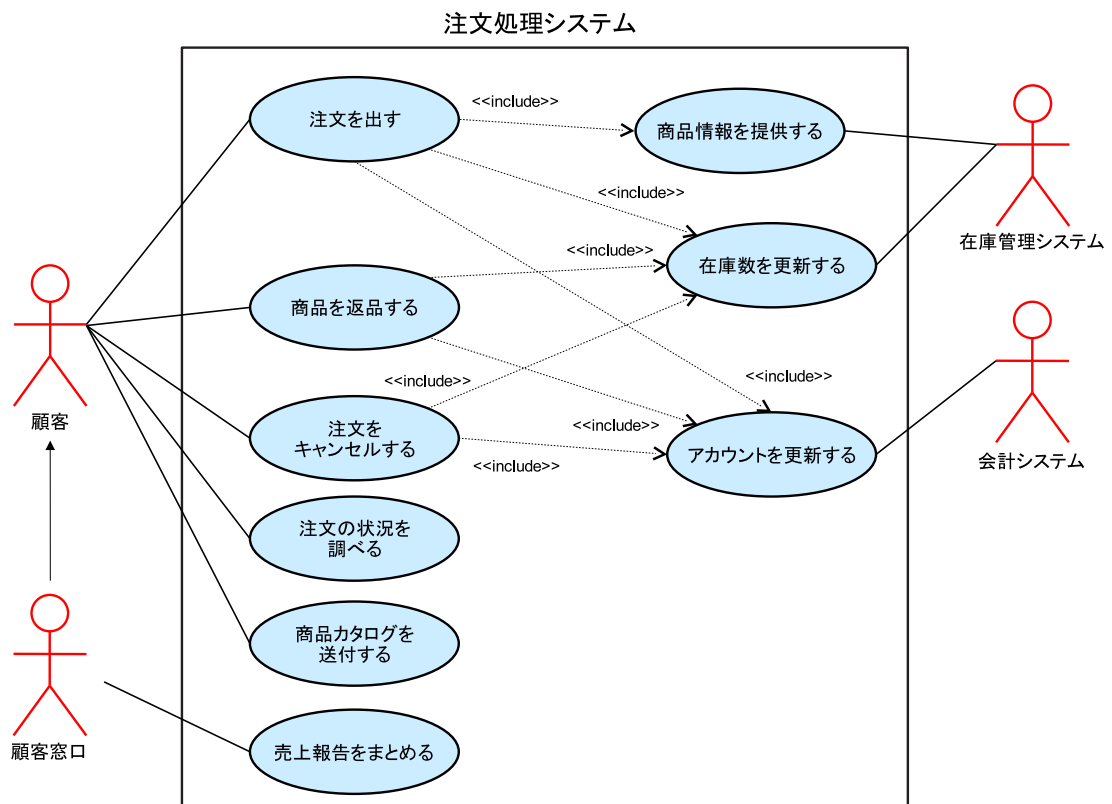 注文処理システム
注文を出す
<<include>>
商品情報を提供する
<<include>>
在庫管理システム
商品を返品する
<<include>>
在庫数を更新する
顧客
注文を
キャンセルする
<<include>>
<<include>>
<<include>>
<<include>>
アカウントを更新する
会計システム
注文の状況を
調べる
商品カタログを
送付する
顧客窓口
売上報告をまとめる